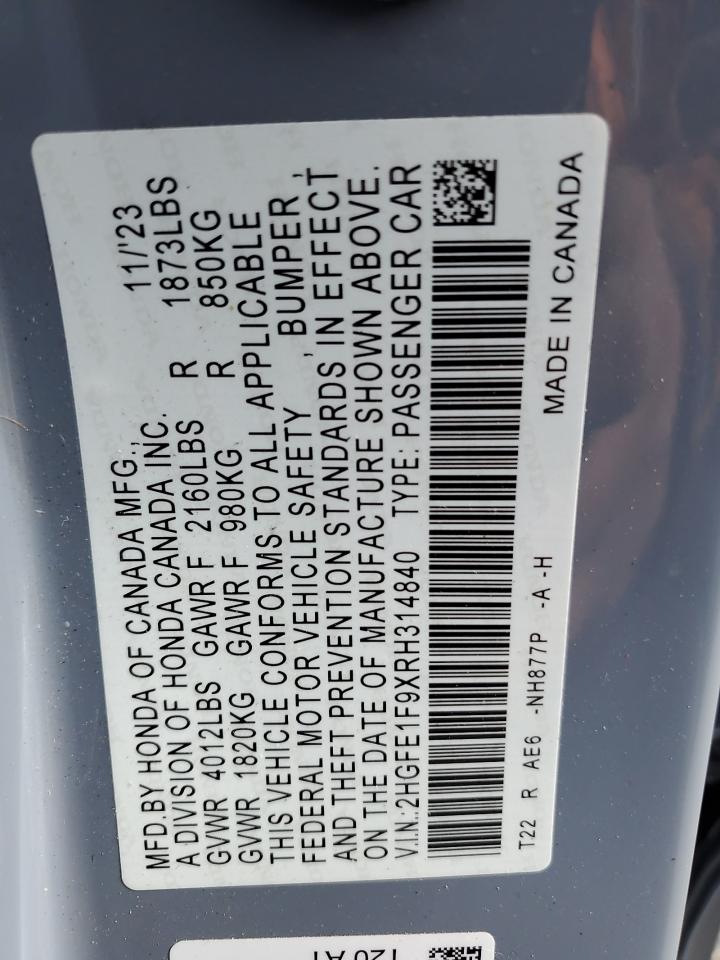 MFD.BY HONDA OF CANADA MFG., 11/'23
A DIVISION OF HONDA CANADA INC.
GVWR 4012LBS GAWR F 2160LBS R 1873LBS
GVWR 1820KG GAWR F 980KG R 850KG
THIS VEHICLE CONFORMS TO ALL APPLICABLE
FEDERAL MOTOR VEHICLE SAFETY , BUMPER ,
AND THEFT PREVENTION STANDARDS IN EFFECT
ON THE DATE OF MANUFACTURE SHOWN ABOVE.
V.I.N.:2HGFE1F9XRH314840 TYPE: PASSENGER CAR
T22 R AE6 -NH877P -A -H
MADE IN CANADA